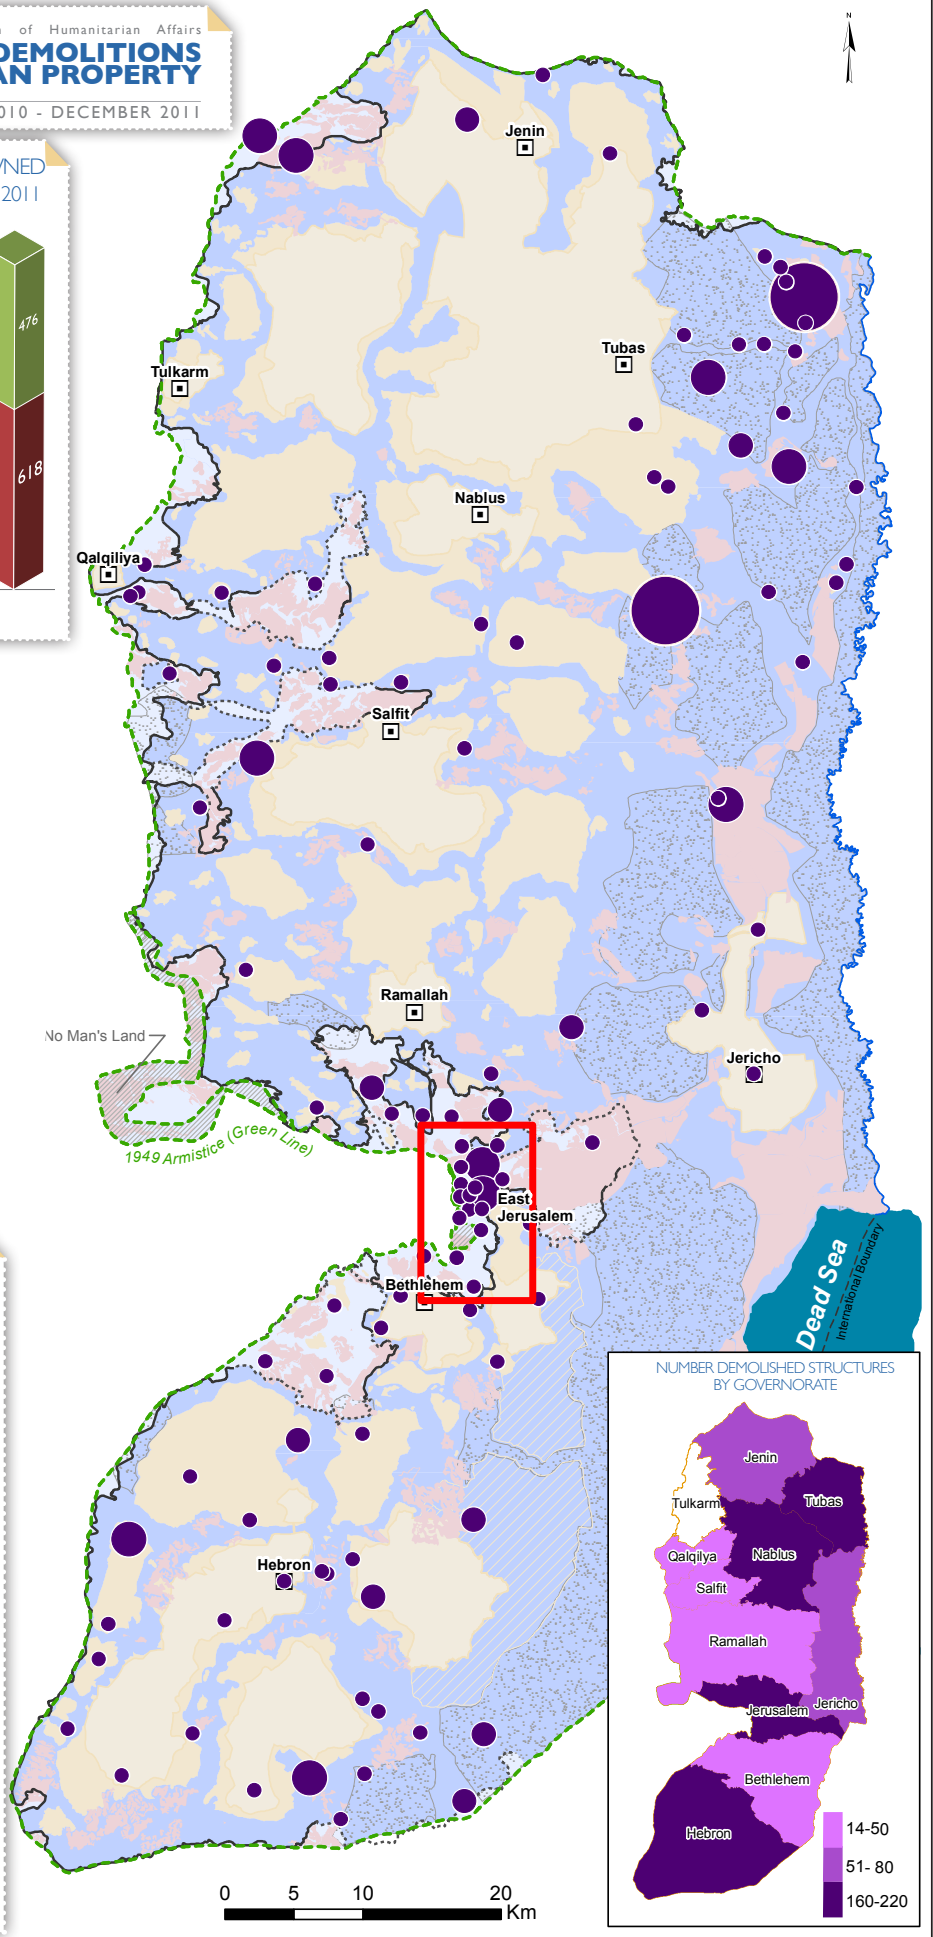 n of Humanitarian Affairs
DEMOLITIONS
AN PROPERTY
010 - DECEMBER 2011
WNED
2011
476
618
N
Jenin
Tubas
Tulkarm
Nablus
Qalqiliya
Salfit
Ramallah
No Man's Land
Jericho
1949 Armistice (Green Line)
East
Jerusalem
Bethlehem
Dead Sea
International Boundary
Hebron
0 5 10 20
Km
NUMBER DEMOLISHED STRUCTURES
BY GOVERNORATE
Jenin
Tulkarm
Tubas
Qalqilya
Nablus
Salfit
Ramallah
Jericho
Jerusalem
Bethlehem
Hebron
14-50
51- 80
160-220